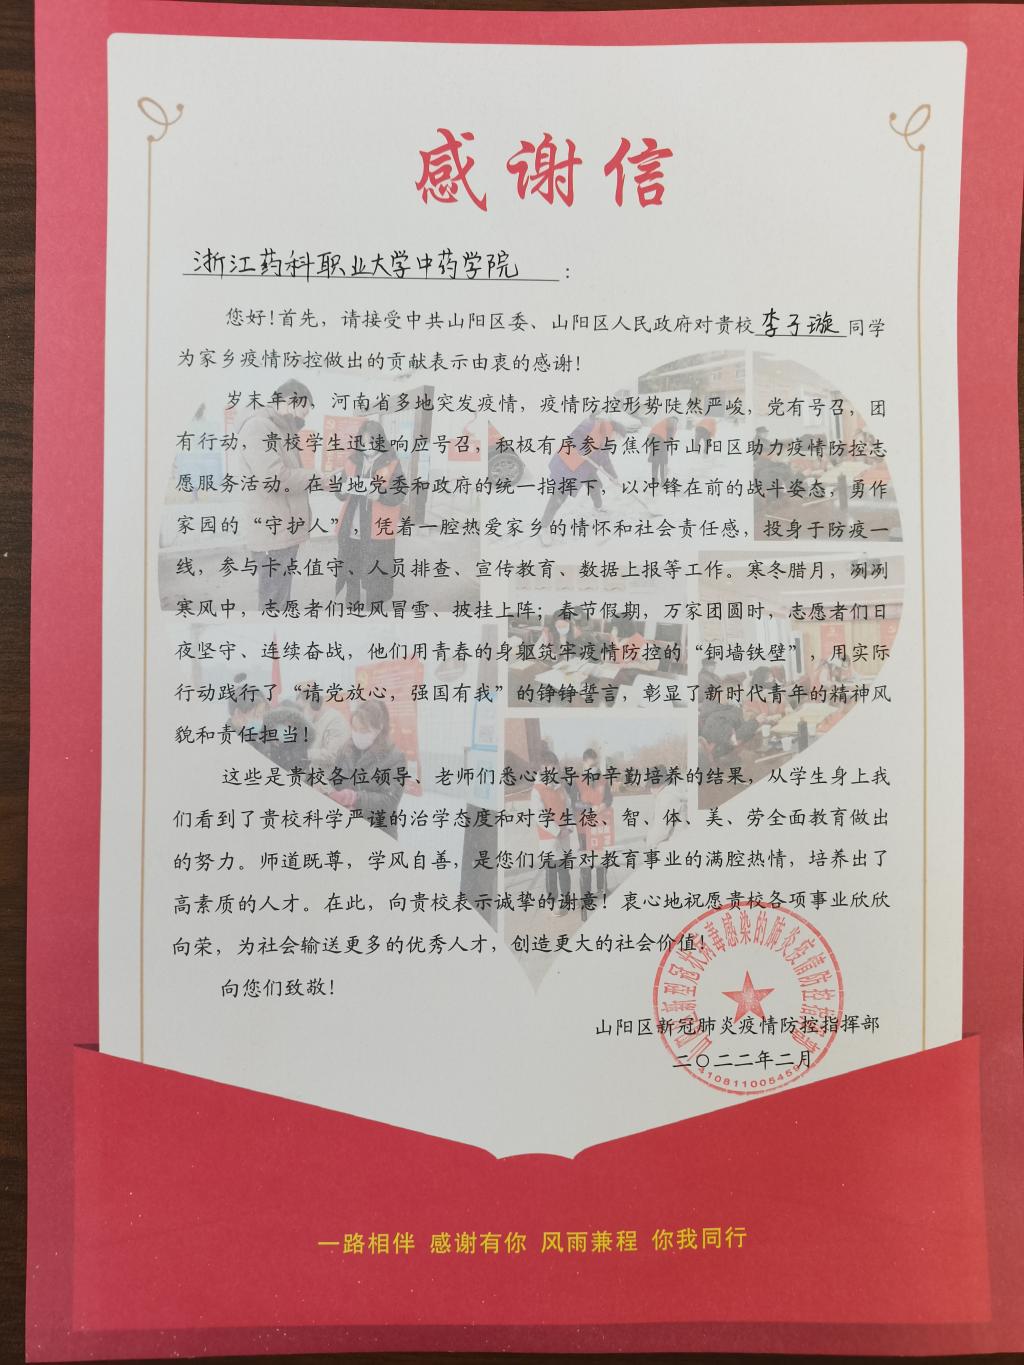 感谢信
浙江药科职业大学中药学院：
您好！首先，请接受中共山阳区委、山阳区人民政府对贵校李子璇同学
为家乡疫情防控做出的贡献表示由衷的感谢！
岁末年初，河南省多地突发疫情，疫情防控形势陡然严峻，党有号召，团
有行动，贵校学生迅速响应号召，积极有序参与焦作市山阳区助力疫情防控志
愿服务活动。在当地党委和政府的统一指挥下，以冲锋在前的战斗姿态，勇作
家园的“守护人”，凭着一腔热爱家乡的情怀和社会责任感，投身于防疫一
线，参与卡点值守、人员排查、宣传教育、数据上报等工作。寒冬腊月，冽冽
寒风中，志愿者们迎风冒雪、披挂上阵；春节假期，万家团圆时，志愿者们日
夜坚守、连续奋战，他们用青春的身躯筑牢疫情防控的“铜墙铁壁”，用实际
行动践行了“请党放心，强国有我”的铮铮誓言，彰显了新时代青年的精神风
貌和责任担当！
这些是贵校各位领导、老师们悉心教导和辛勤培养的结果，从学生身上我
们看到了贵校科学严谨的治学态度和对学生德、智、体、美、劳全面教育做出
的努力。师道既尊，学风自善，是您们凭着对教育事业的满腔热情，培养出了
高素质的人才。在此，向贵校表示诚挚的谢意！衷心地祝愿贵校各项事业欣欣
向荣，为社会输送更多的优秀人才，创造更大的社会价值！
向您们致敬！
山阳区新冠肺炎疫情防控指挥部
二〇二二年二月
410811005459
一路相伴 感谢有你 风雨兼程 你我同行